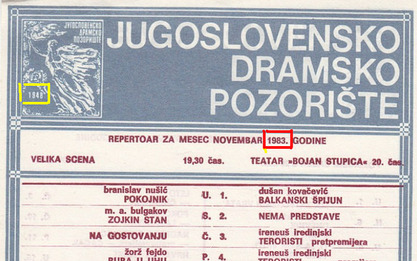 JUGOSLOVENSKO
DRAMSKO
POZORIŠTE
JUGOSLOVENSKO
DRAMSKO
POZORIŠTE
1948
REPERTOAR ZA MESEC NOVEMBAR 1983. GODINE
VELIKA SCENA 19,30 čas. TEATAR »BOJAN STUPICA« 20. čas.
branislav nušić
POKOJNIK
U. 1.
dušan kovačević
BALKANSKI ŠPIJUN
m. a. bulgakov
ZOJKIN STAN
S. 2.
NEMA PREDSTAVE
NA GOSTOVANJU
Č. 3.
ireneuš iredinjski
TERORISTI pretpremijera
žorž fejdo
P. 4.
ireneuš iredinjski